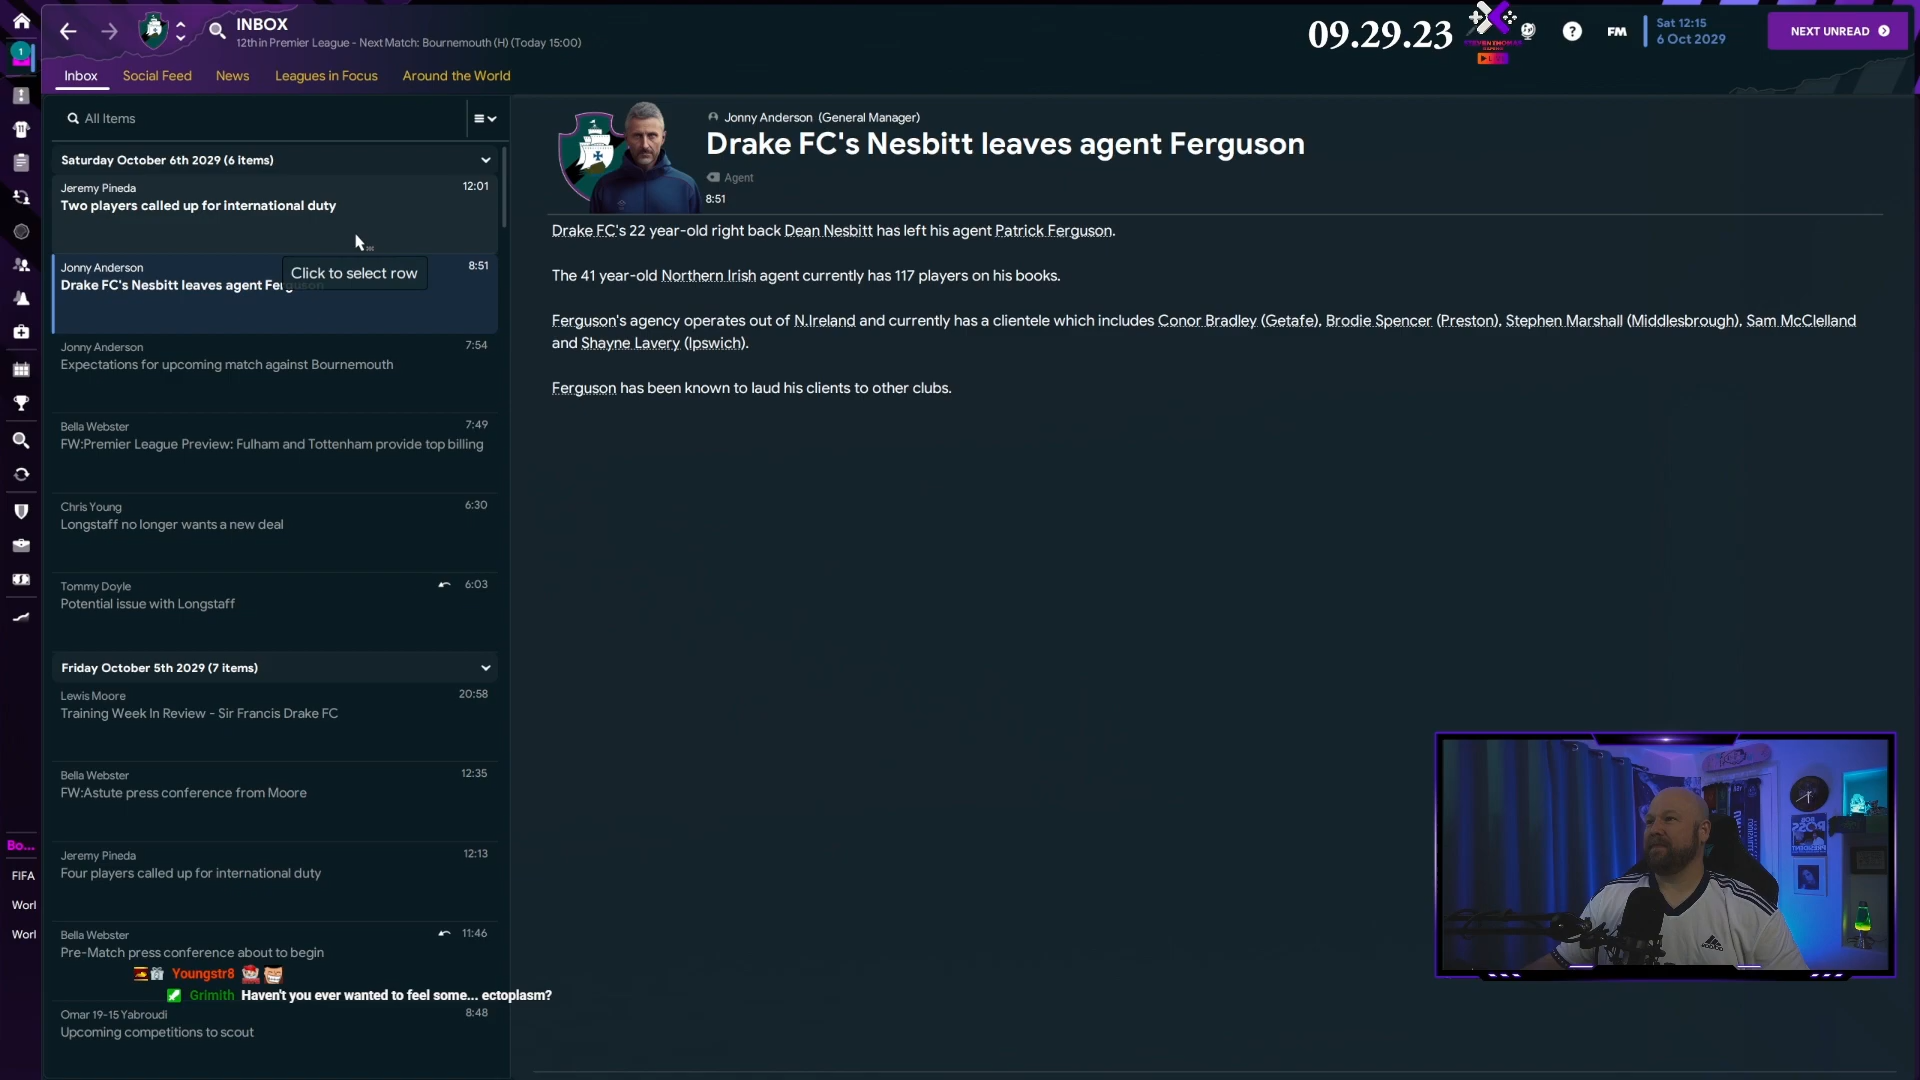 INBOX
12th in Premier League - Next Match: Bournemouth (H) (Today 15:00)
09.29.23
FM
Sat 12:15
6 Oct 2029
NEXT UNREAD
1
Inbox
Social Feed
News
Leagues in Focus
Around the World
All Items
Saturday October 6th 2029 (6 items)
Jeremy Pineda
12:01
Two players called up for international duty
Jonny Anderson
8:51
Click to select row
Drake FC's Nesbitt leaves agent Ferguson
Jonny Anderson
7:54
Expectations for upcoming match against Bournemouth
Bella Webster
7:49
FW:Premier League Preview: Fulham and Tottenham provide top billing
Chris Young
6:30
Longstaff no longer wants a new deal
Tommy Doyle
6:03
Potential issue with Longstaff
Friday October 5th 2029 (7 items)
Lewis Moore
20:58
Training Week In Review - Sir Francis Drake FC
Bella Webster
12:35
FW:Astute press conference from Moore
Jeremy Pineda
12:13
Four players called up for international duty
Bella Webster
11:46
Pre-Match press conference about to begin
Youngstr8
Grimith Haven't you ever wanted to feel some... ectoplasm?
Omar 19-15 Yabroudi
8:48
Upcoming competitions to scout
Bo...
FIFA
Worl
Worl
Jonny Anderson (General Manager)
Drake FC's Nesbitt leaves agent Ferguson
Agent
8:51
Drake FC's 22 year-old right back Dean Nesbitt has left his agent Patrick Ferguson.
The 41 year-old Northern Irish agent currently has 117 players on his books.
Ferguson's agency operates out of N.Ireland and currently has a clientele which includes Conor Bradley (Getafe), Brodie Spencer (Preston), Stephen Marshall (Middlesbrough), Sam McClelland
and Shayne Lavery (Ipswich).
Ferguson has been known to laud his clients to other clubs.